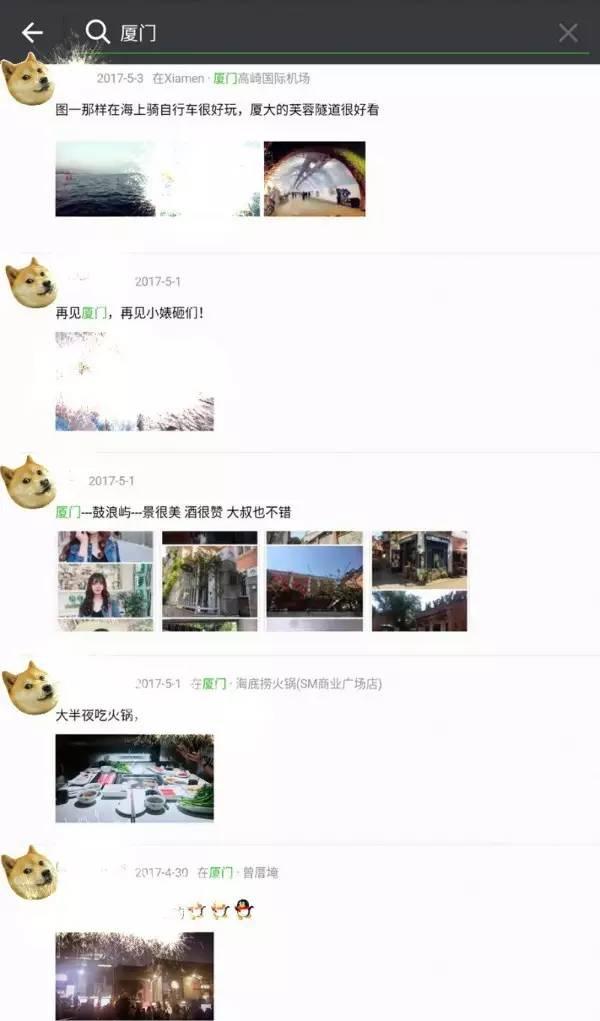 厦门
2017-5-3 在Xiamen · 厦门高崎国际机场
图一那样在海上骑自行车很好玩，厦大的芙蓉隧道很好看
2017-5-1
再见厦门，再见小婊砸们！
2017-5-1
厦门---鼓浪屿---景很美 酒很赞 大叔也不错
2017-5-1 在厦门 · 海底捞火锅(SM商业广场店)
大半夜吃火锅，
2017-4-30 在厦门 · 曾厝埯